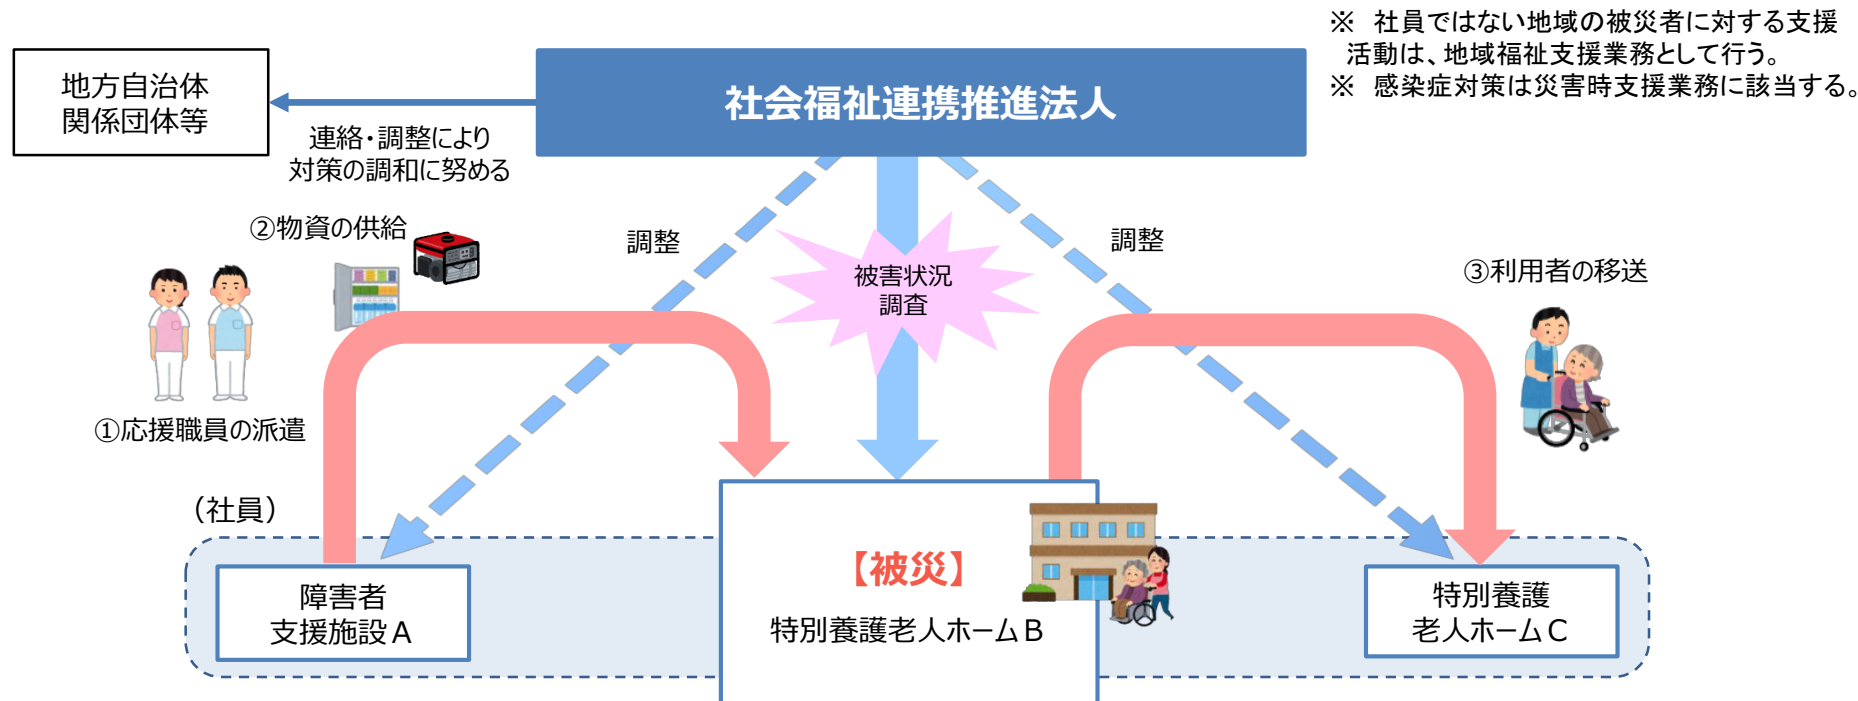 ※ 社員ではない地域の被災者に対する支援
活動は、地域福祉支援業務として行う。
※ 感染症対策は災害時支援業務に該当する。
地方自治体
関係団体等
社会福祉連携推進法人
連絡・調整により
対策の調和に努める
②物資の供給
調整
調整
被害状況
調査
③利用者の移送
①応援職員の派遣
（社員）
【被災】
特別養護老人ホームB
障害者
支援施設A
特別養護
老人ホームC